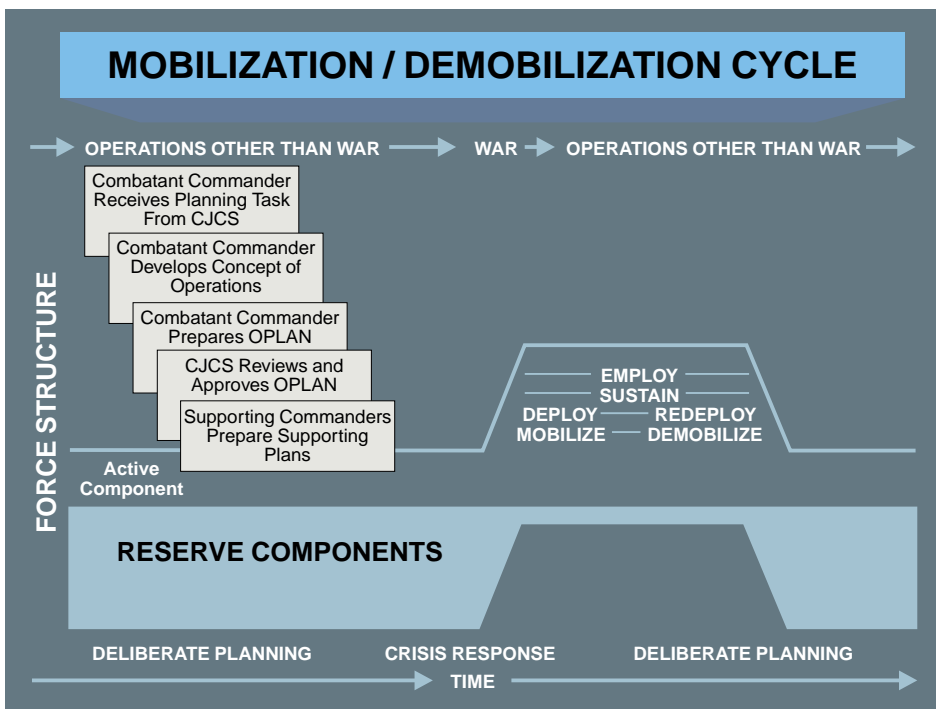 MOBILIZATION / DEMOBILIZATION CYCLE
OPERATIONS OTHER THAN WAR
WAR
OPERATIONS OTHER THAN WAR
Combatant Commander
Receives Planning Task
From CJCS
Combatant Commander
Develops Concept of
Operations
Combatant Commander
Prepares OPLAN
CJCS Reviews and
Approves OPLAN
Supporting Commanders
Prepare Supporting
Plans
FORCE STRUCTURE
EMPLOY
SUSTAIN
DEPLOY REDEPLOY
MOBILIZE DEMOBILIZE
Active
Component
RESERVE COMPONENTS
DELIBERATE PLANNING
CRISIS RESPONSE
DELIBERATE PLANNING
TIME